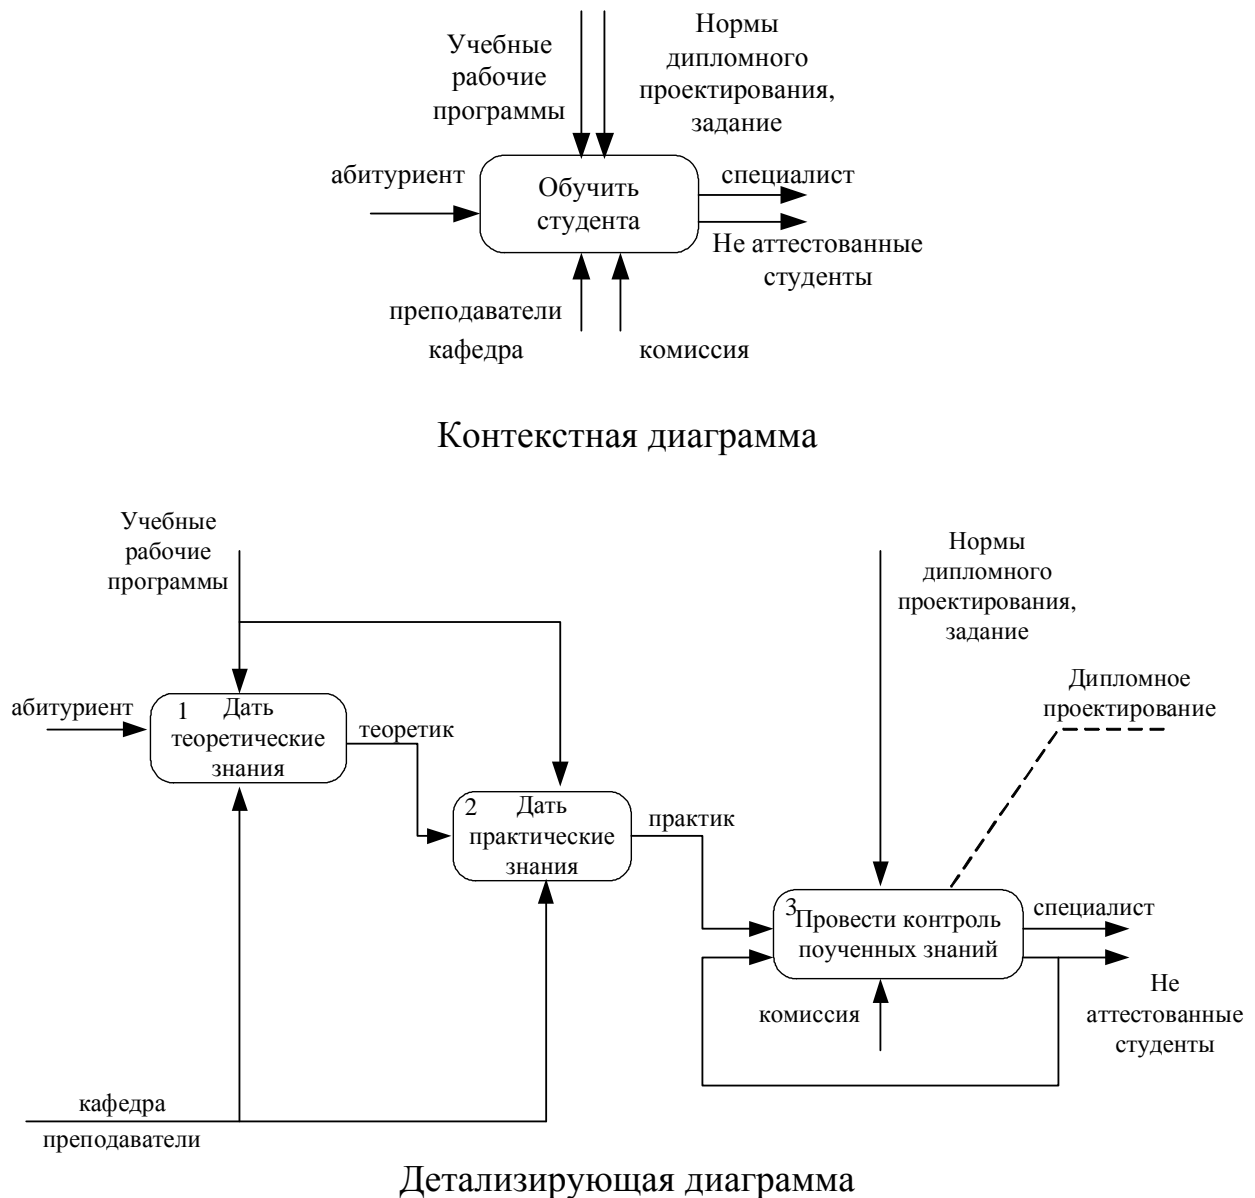 Учебные
рабочие
программы
Нормы
дипломного
проектирования,
задание
абитуриент
Обучить
студента
специалист
Не аттестованные
студенты
преподаватели
кафедра
комиссия
Контекстная диаграмма
Учебные
рабочие
программы
Нормы
дипломного
проектирования,
задание
Дипломное
проектирование
абитуриент
1 Дать
теоретические
знания
теоретик
2 Дать
практические
знания
практик
3 Провести контроль
поученных знаний
специалист
Не
аттестованные
студенты
комиссия
кафедра
преподаватели
Детализирующая диаграмма